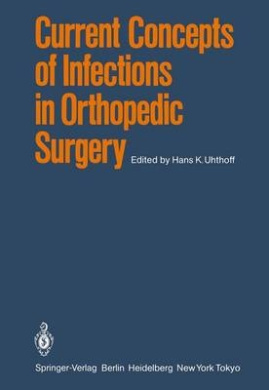 Current Concepts
of Infections
in Orthopedic
Surgery Edited by Hans K. Uhthoff
Springer-Verlag Berlin Heidelberg New York Tokyo